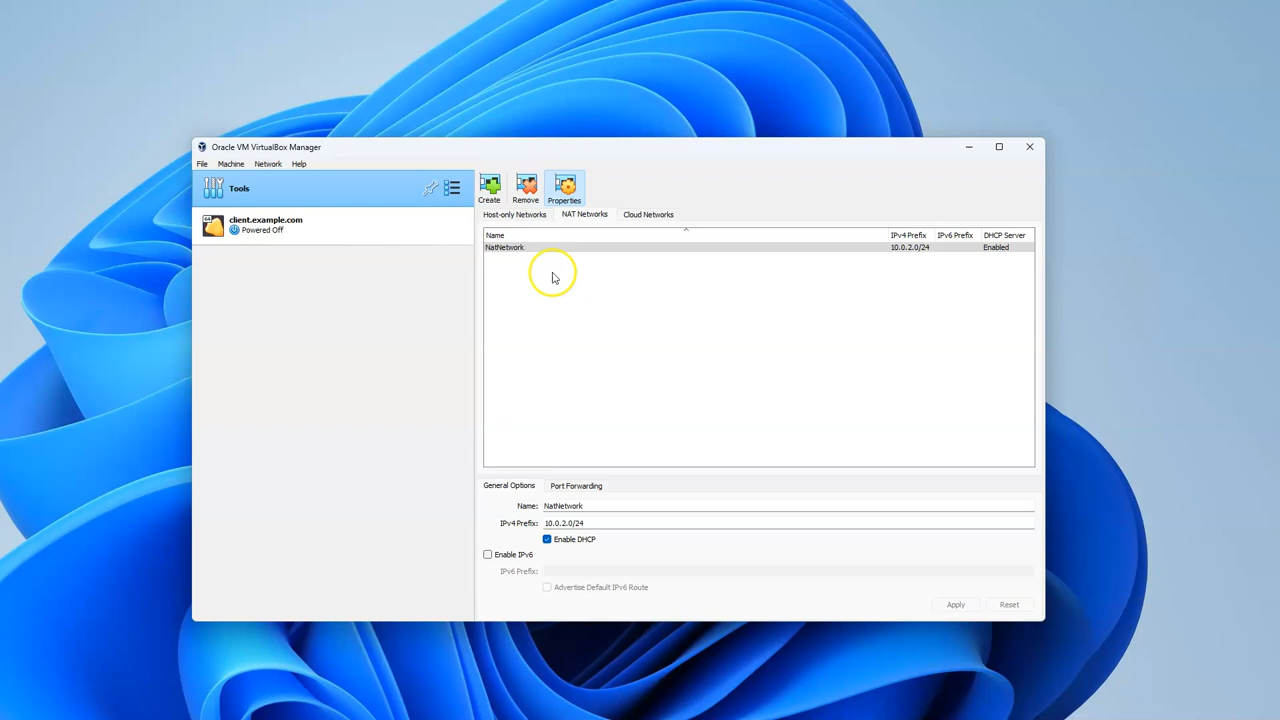 Oracle VM VirtualBox Manager
File Machine Network Help
Tools
64
client.example.com
Powered Off
Create Remove Properties
Host-only Networks NAT Networks Cloud Networks
Name IPv4 Prefix IPv6 Prefix DHCP Server
NatNetwork 10.0.2.0/24 Enabled
General Options Port Forwarding
Name: NatNetwork
IPv4 Prefix: 10.0.2.0/24
Enable DHCP
Enable IPv6
IPv6 Prefix:
Advertise Default IPv6 Route
Apply Reset